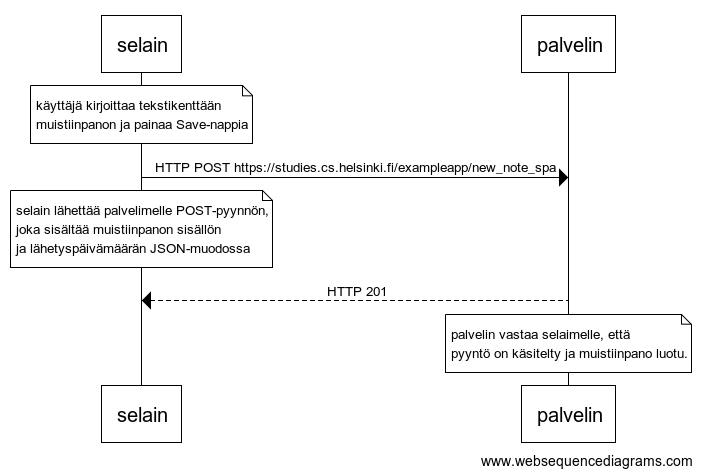 selain
palvelin
käyttäjä kirjoittaa tekstikenttään
muistiinpanon ja painaa Save-nappia
HTTP POST https://studies.cs.helsinki.fi/exampleapp/new_note_spa
selain lähettää palvelimelle POST-pyynnön,
joka sisältää muistiinpanon sisällön
ja lähetyspäivämäärän JSON-muodossa
HTTP 201
palvelin vastaa selaimelle, että
pyyntö on käsitelty ja muistiinpano luotu.
selain
palvelin
www.websequencediagrams.com